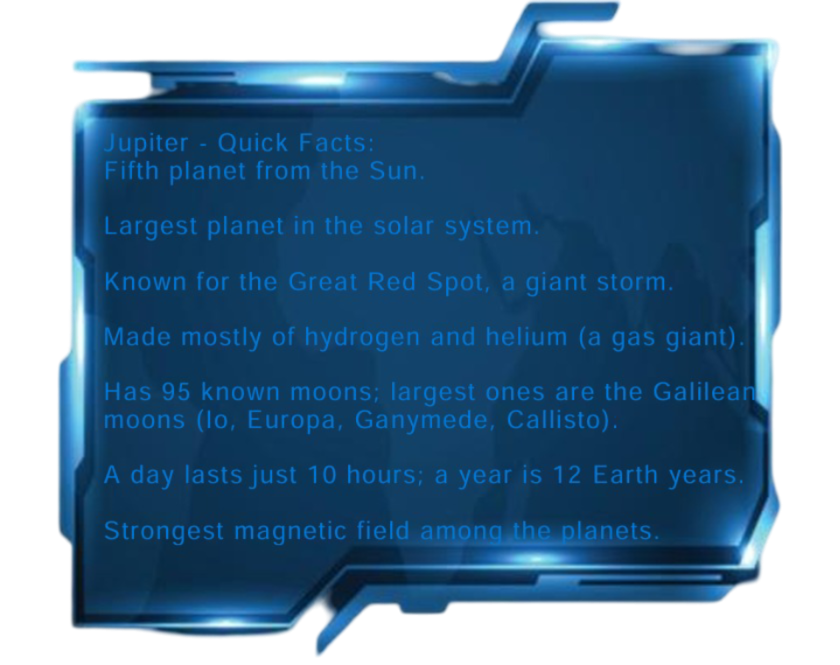 Jupiter - Quick Facts:
Fifth planet from the Sun.
Largest planet in the solar system.
Known for the Great Red Spot, a giant storm.
Made mostly of hydrogen and helium (a gas giant).
Has 95 known moons; largest ones are the Galilean
moons (Io, Europa, Ganymede, Callisto).
A day lasts just 10 hours; a year is 12 Earth years.
Strongest magnetic field among the planets.